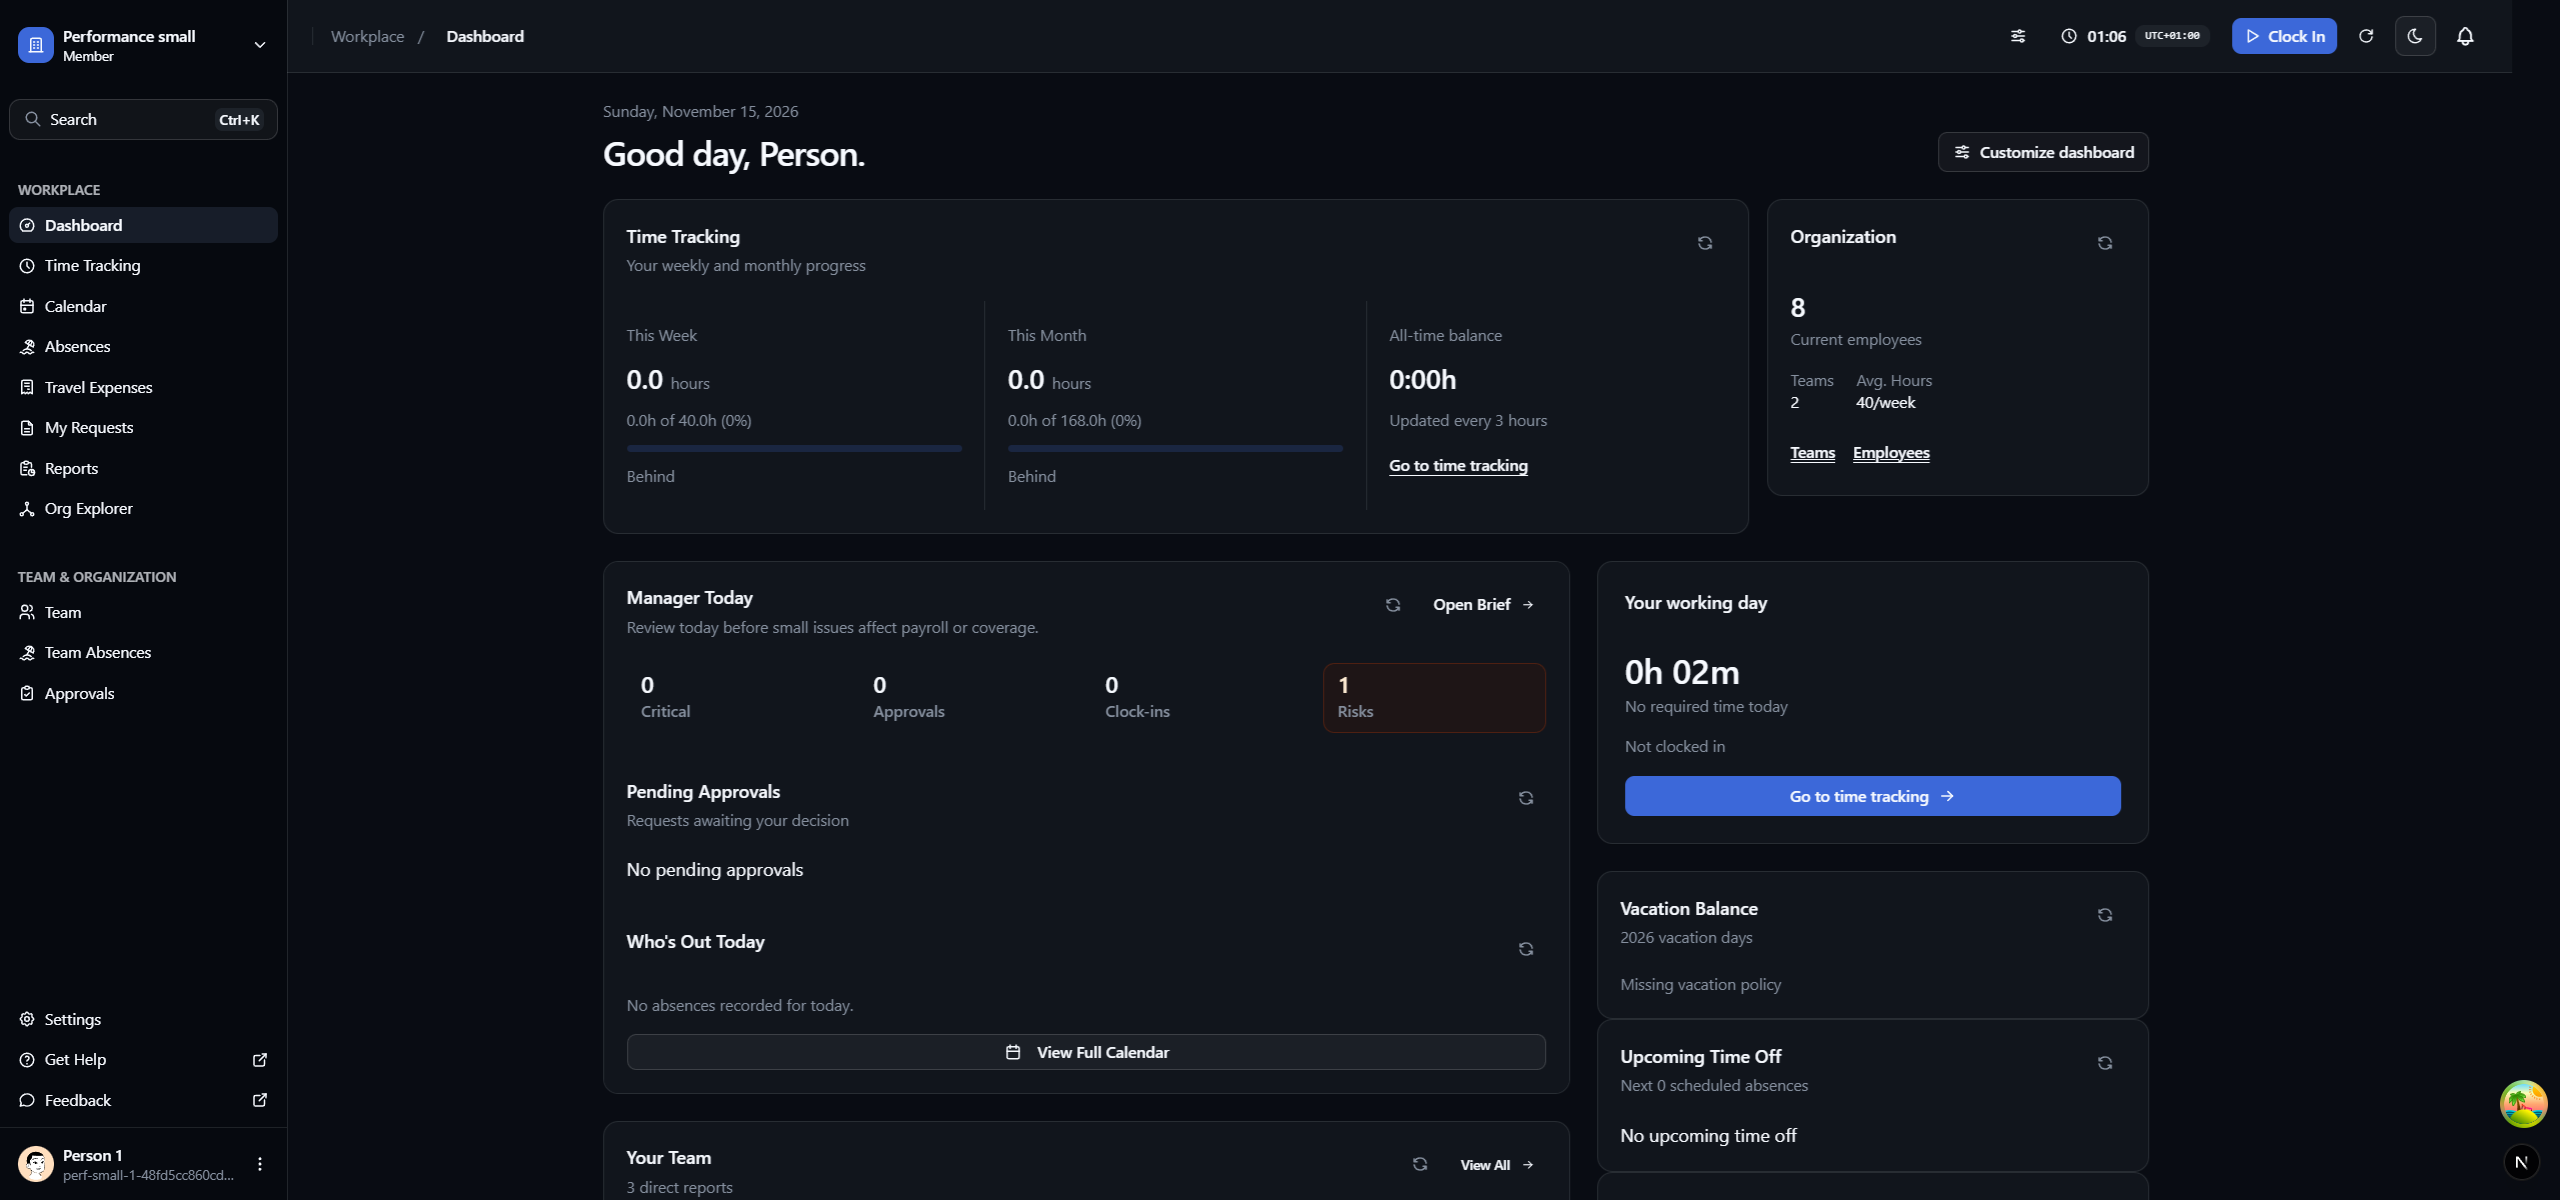 Performance small
Member
Search
Ctrl+K
WORKPLACE
Dashboard
Time Tracking
Calendar
Absences
Travel Expenses
My Requests
Reports
Org Explorer
TEAM & ORGANIZATION
Team
Team Absences
Approvals
Settings
Get Help
Feedback
Person 1
perf-small-1-48fd5cc860cd...
Workplace / Dashboard
01:06 UTC+01:00
Clock In
Sunday, November 15, 2026
Good day, Person.
Customize dashboard
Time Tracking
Your weekly and monthly progress
This Week
0.0 hours
0.0h of 40.0h (0%)
Behind
This Month
0.0 hours
0.0h of 168.0h (0%)
Behind
All-time balance
0:00h
Updated every 3 hours
Go to time tracking
Organization
8
Current employees
Teams Avg. Hours
2 40/week
Teams Employees
Manager Today
Review today before small issues affect payroll or coverage.
Open Brief
0
Critical
0
Approvals
0
Clock-ins
1
Risks
Pending Approvals
Requests awaiting your decision
No pending approvals
Who's Out Today
No absences recorded for today.
View Full Calendar
Your Team
3 direct reports
View All
Your working day
0h 02m
No required time today
Not clocked in
Go to time tracking
Vacation Balance
2026 vacation days
Missing vacation policy
Upcoming Time Off
Next 0 scheduled absences
No upcoming time off
N